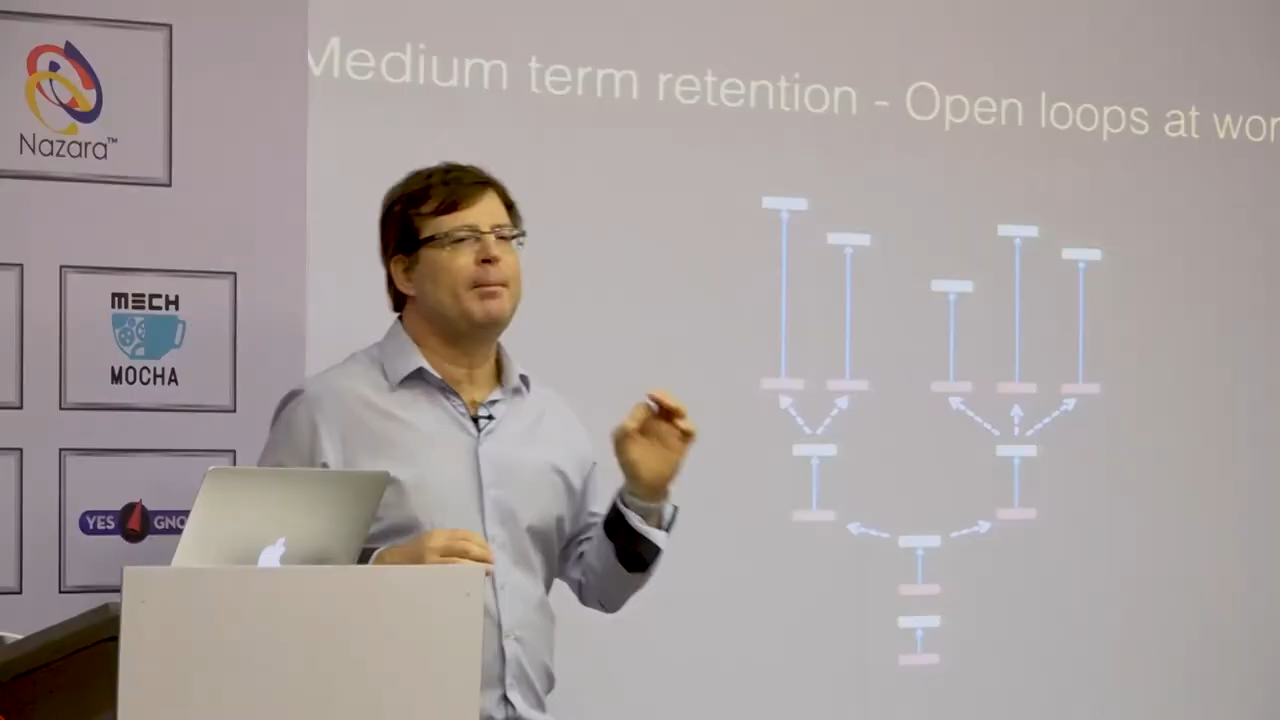 Medium term retention - Open loops at wor
Nazara™
MECH
MOCHA
YES GNO